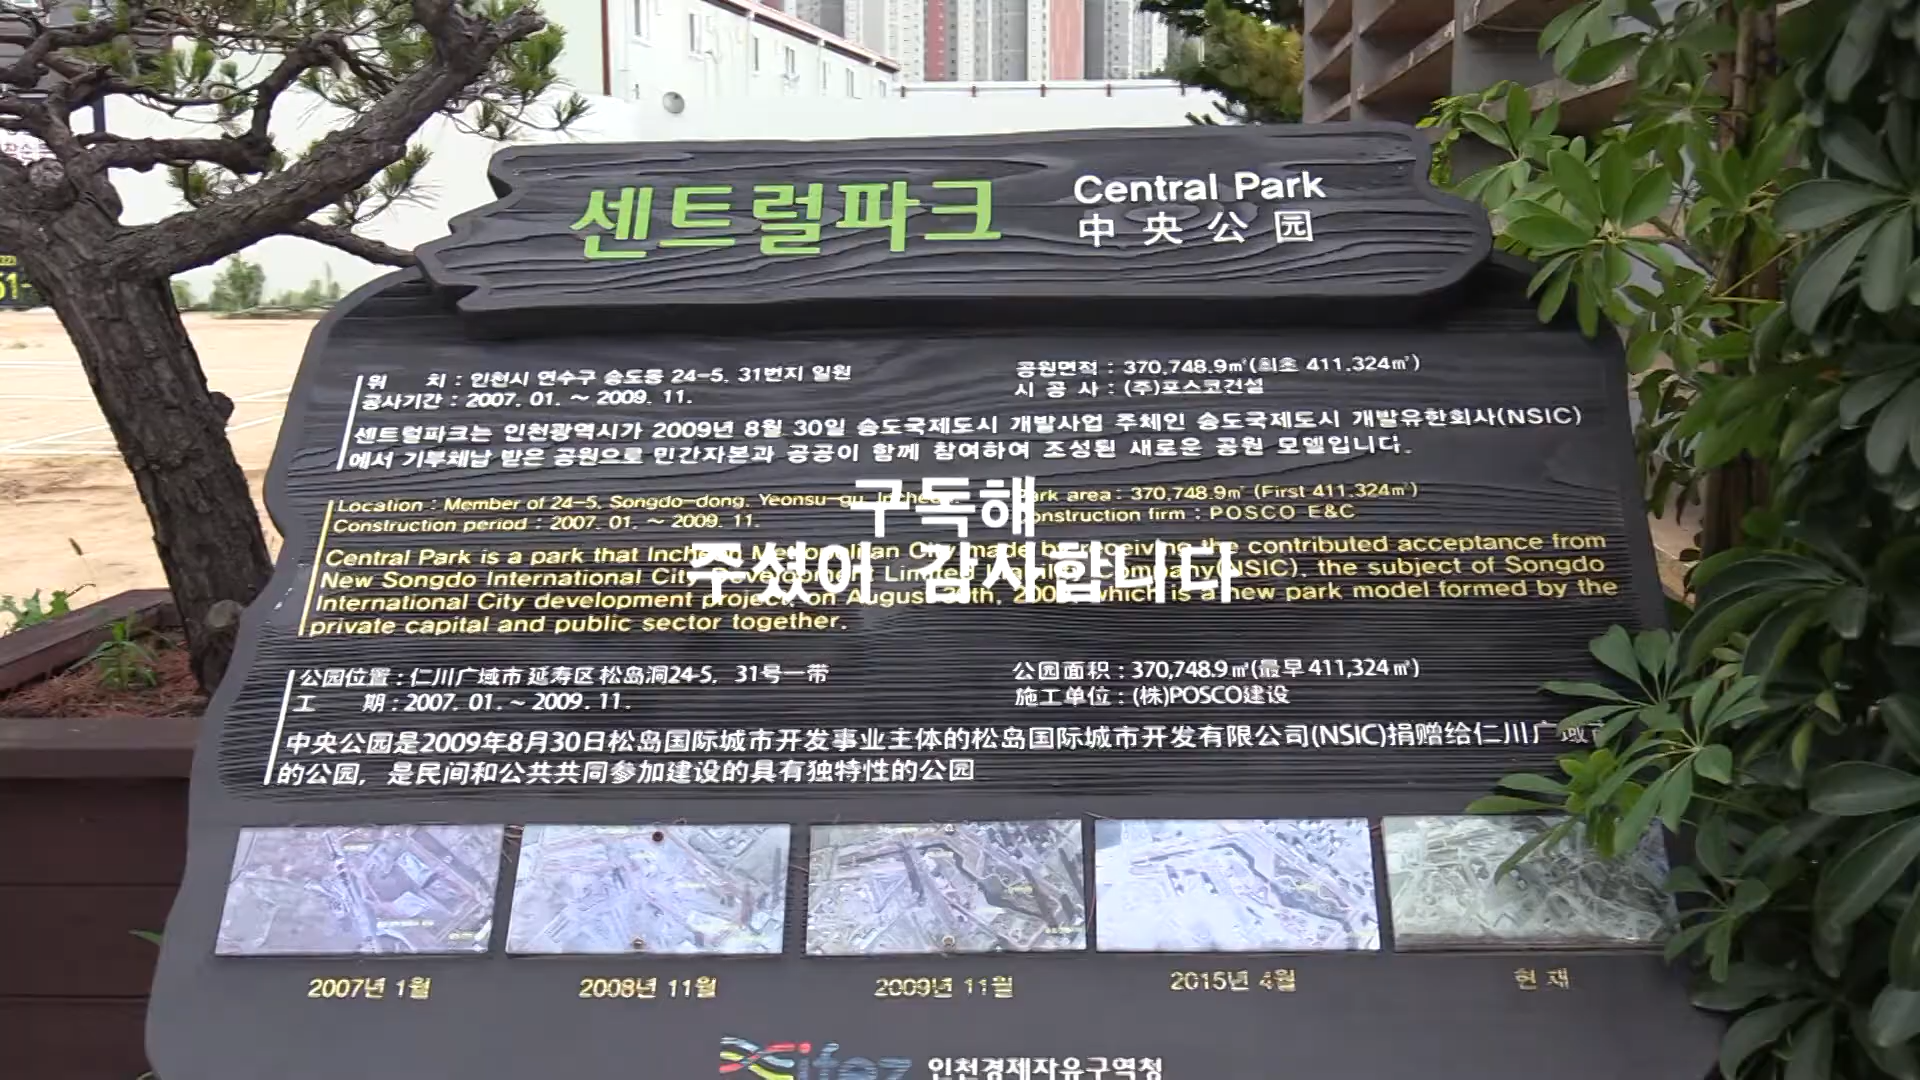 센트럴파크
Central Park
中央公园
위 치 : 인천시 연수구 송도동 24-5, 31번지 일원
공사기간 : 2007. 01. ~ 2009. 11.
공원면적 : 370,748.9㎡(최초 411,324㎡)
시 공 사 : (주)포스코건설
센트럴파크는 인천광역시가 2009년 8월 30일 송도국제도시 개발사업 주체인 송도국제도시 개발유한회사(NSIC)
에서 기부채납 받은 공원으로 민간자본과 공공이 함께 참여하여 조성된 새로운 공원 모델입니다.
구독해
주셨어 감사합니다
Location : Member of 24-5, Songdo-dong, Yeonsu-gu, Incheon.
Construction period : 2007. 01. ~ 2009. 11.
Park area : 370,748.9㎡ (First 411,324㎡)
Construction firm : POSCO E&C
Central Park is a park that Incheon Metropolitan City made by receiving the contributed acceptance from
New Songdo International City Development Limited Liability Company(NSIC), the subject of Songdo
International City development project, on August 30th, 2009, which is a new park model formed by the
private capital and public sector together.
公园位置 : 仁川广域市 延寿区 松岛洞24-5, 31号一带
工 期 : 2007. 01. ~ 2009. 11.
公园面积 : 370,748.9㎡(最早 411,324㎡)
施工单位 : (株)POSCO建设
中央公园是2009年8月30日松岛国际城市开发事业主体的松岛国际城市开发有限公司(NSIC)捐赠给仁川广域
的公园, 是民间和公共共同参加建设的具有独特性的公园
2007년 1월
2008년 11월
2009년 11월
2015년 4월
현 재
ifez 인천경제자유구역청